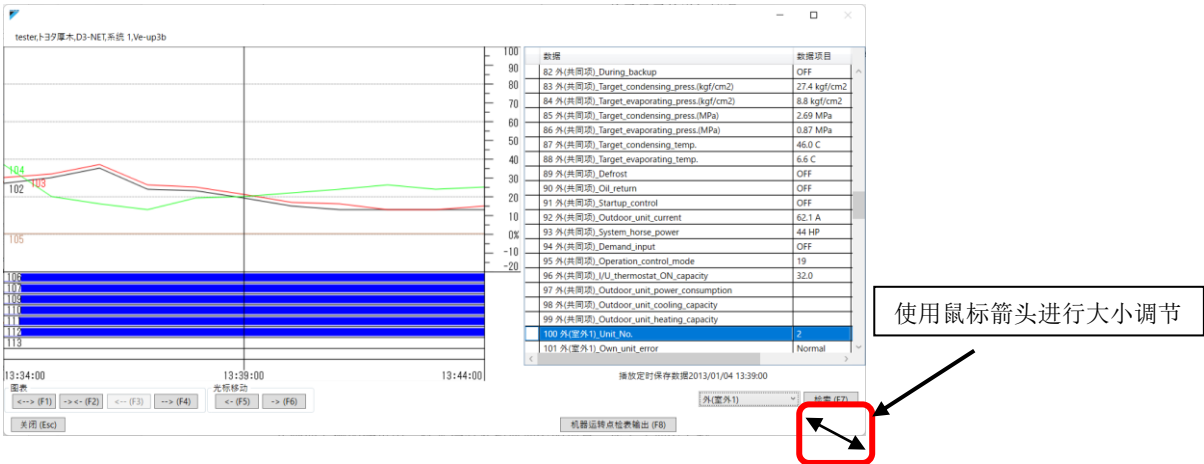 tester,トヨタ厚木,D3-NET,系統 1,Ve-up3b
100
90
80
70
60
50
40
30
20
10
0%
-10
-20
104
103
102
105
106
107
109
110
111
112
113
13:34:00 13:39:00 13:44:00
数据 数据项目
82 外(共同项)_During_backup OFF
83 外(共同项)_Target_condensing_press.(kgf/cm2) 27.4 kgf/cm2
84 外(共同项)_Target_evaporating_press.(kgf/cm2) 8.8 kgf/cm2
85 外(共同项)_Target_condensing_press.(MPa) 2.69 MPa
86 外(共同项)_Target_evaporating_press.(MPa) 0.87 MPa
87 外(共同项)_Target_condensing_temp. 46.0 C
88 外(共同项)_Target_evaporating_temp. 6.6 C
89 外(共同项)_Defrost OFF
90 外(共同项)_Oil_return OFF
91 外(共同项)_Startup_control OFF
92 外(共同项)_Outdoor_unit_current 62.1 A
93 外(共同项)_System_horse_power 44 HP
94 外(共同项)_Demand_input OFF
95 外(共同项)_Operation_control_mode 19
96 外(共同项)_I/U_thermostat_ON_capacity 32.0
97 外(共同项)_Outdoor_unit_power_consumption
98 外(共同项)_Outdoor_unit_cooling_capacity
99 外(共同项)_Outdoor_unit_heating_capacity
100 外(室外1)_Unit_No. 2
101 外(室外1)_Own_unit_error Normal
播放定时保存数据2013/01/04 13:39:00
图表 光标移动
<--> (F1) -><- (F2) <-- (F3) --> (F4) <- (F5) -> (F6)
外(室外1) 检索 (F7)
关闭 (Esc) 机器运转点检表输出 (F8)
使用鼠标箭头进行大小调节